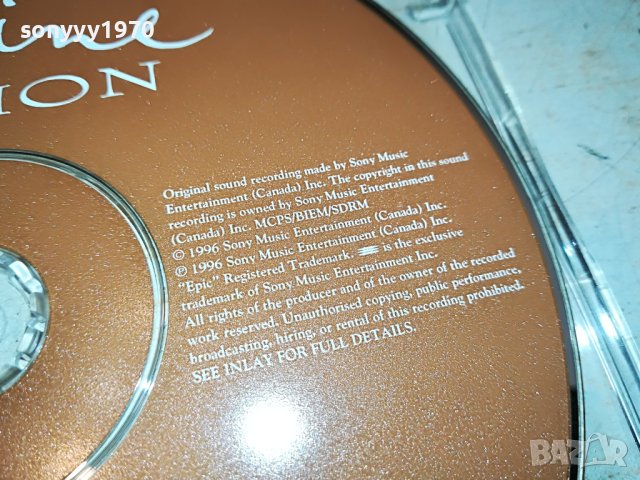 sonyvy1970
ine
ION
Original sound recording made by Sony Music
Entertainment (Canada) Inc. The copyright in this sound
recording is owned by Sony Music Entertainment
(Canada) Inc. MCPS/BIEM/SDRM
© 1996 Sony Music Entertainment (Canada) Inc.
℗ 1996 Sony Music Entertainment (Canada) Inc.
"Epic" Registered Trademark. is the exclusive
trademark of Sony Music Entertainment Inc.
All rights of the producer and of the owner of the recorded
work reserved. Unauthorised copying, public performance,
broadcasting, hiring, or rental of this recording prohibited.
SEE INLAY FOR FULL DETAILS.
BAZAR